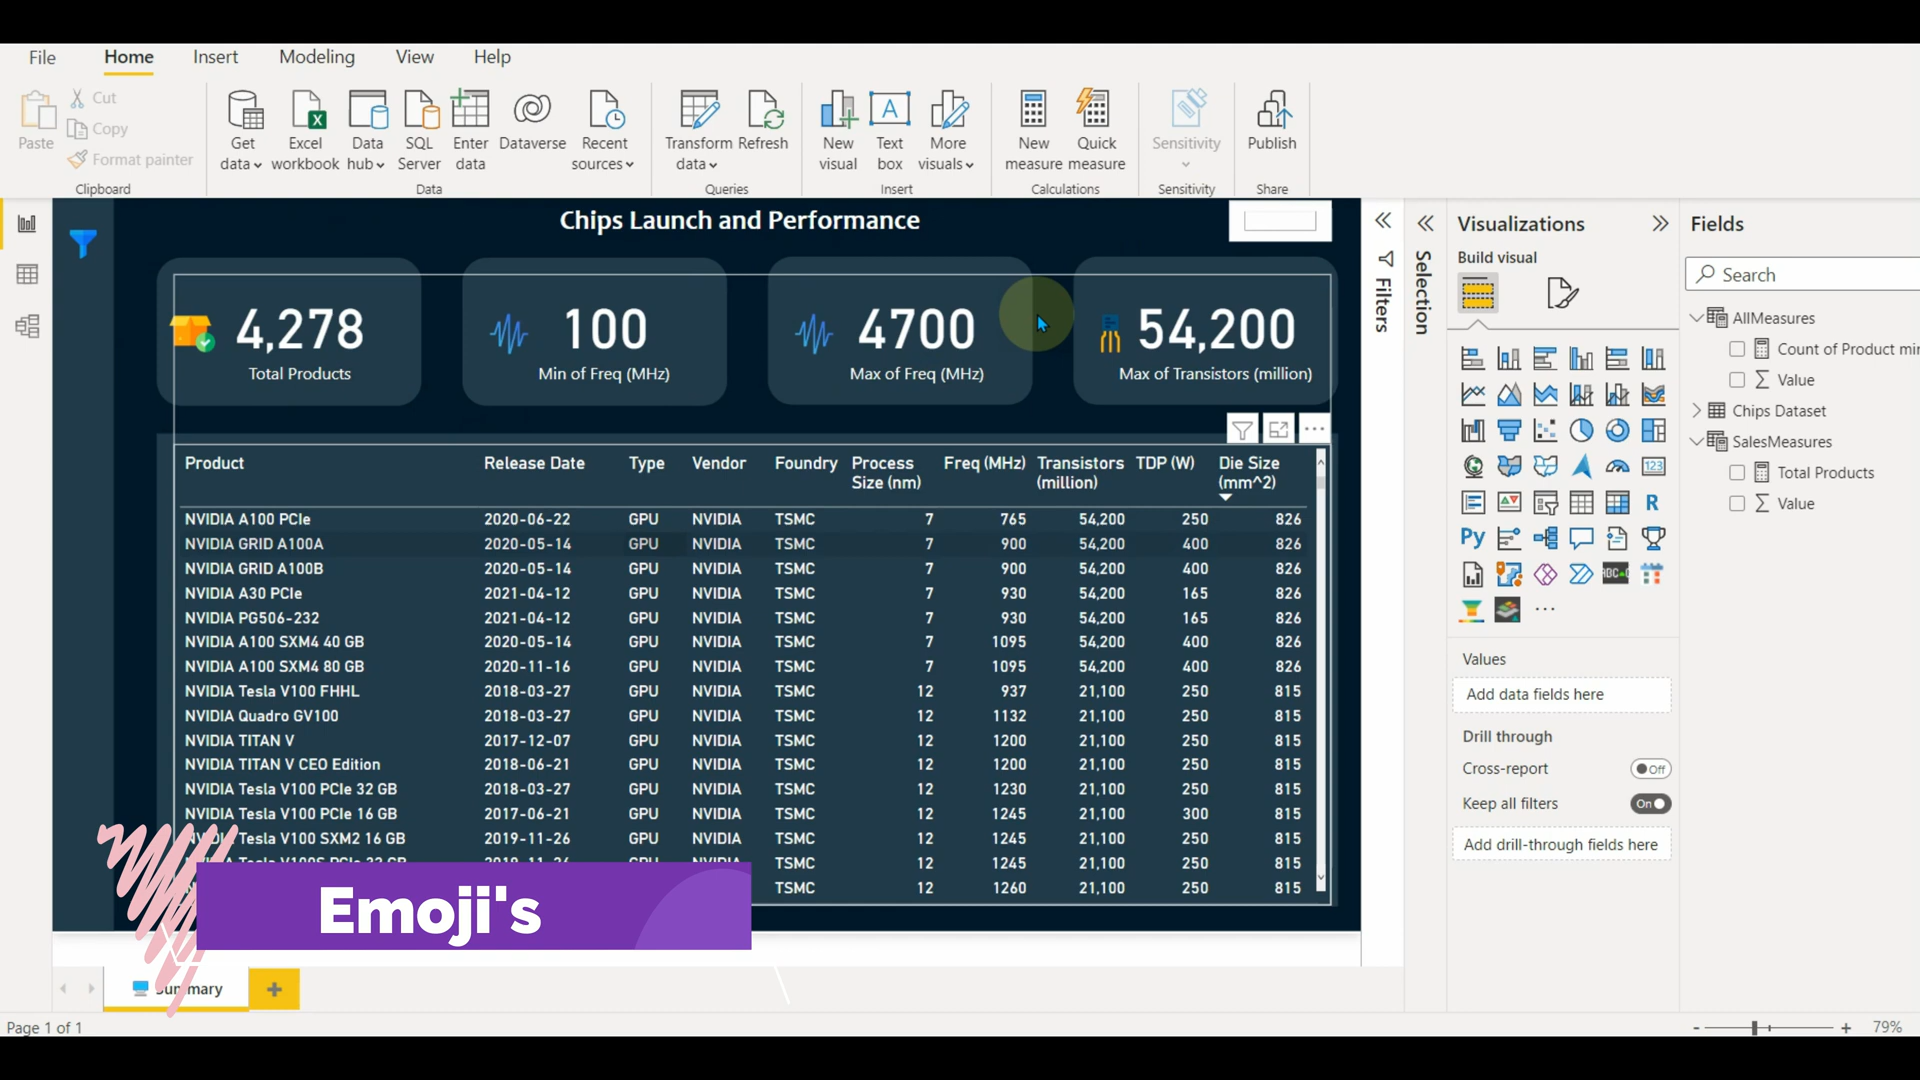 File Home Insert Modeling View Help
Paste Cut Copy Format painter
Clipboard
Get data Excel workbook Data hub SQL Server Enter data Dataverse Recent sources
Data
Transform data Refresh
Queries
New visual Text box More visuals
Insert
New measure Quick measure
Calculations
Sensitivity
Sensitivity
Publish
Share
Chips Launch and Performance
4,278
Total Products
100
Min of Freq (MHz)
4700
Max of Freq (MHz)
54,200
Max of Transistors (million)
Product Release Date Type Vendor Foundry Process Size (nm) Freq (MHz) Transistors (million) TDP (W) Die Size (mm^2)
NVIDIA A100 PCIe 2020-06-22 GPU NVIDIA TSMC 7 765 54,200 250 826
NVIDIA GRID A100A 2020-05-14 GPU NVIDIA TSMC 7 900 54,200 400 826
NVIDIA GRID A100B 2020-05-14 GPU NVIDIA TSMC 7 900 54,200 400 826
NVIDIA A30 PCIe 2021-04-12 GPU NVIDIA TSMC 7 930 54,200 165 826
NVIDIA PG506-232 2021-04-12 GPU NVIDIA TSMC 7 930 54,200 165 826
NVIDIA A100 SXM4 40 GB 2020-05-14 GPU NVIDIA TSMC 7 1095 54,200 400 826
NVIDIA A100 SXM4 80 GB 2020-11-16 GPU NVIDIA TSMC 7 1095 54,200 400 826
NVIDIA Tesla V100 FHHL 2018-03-27 GPU NVIDIA TSMC 12 937 21,100 250 815
NVIDIA Quadro GV100 2018-03-27 GPU NVIDIA TSMC 12 1132 21,100 250 815
NVIDIA TITAN V 2017-12-07 GPU NVIDIA TSMC 12 1200 21,100 250 815
NVIDIA TITAN V CEO Edition 2018-06-21 GPU NVIDIA TSMC 12 1200 21,100 250 815
NVIDIA Tesla V100 PCIe 32 GB 2018-03-27 GPU NVIDIA TSMC 12 1230 21,100 250 815
NVIDIA Tesla V100 PCIe 16 GB 2017-06-21 GPU NVIDIA TSMC 12 1245 21,100 300 815
NVIDIA Tesla V100 SXM2 16 GB 2019-11-26 GPU NVIDIA TSMC 12 1245 21,100 250 815
TSMC 12 1245 21,100 250 815
TSMC 12 1260 21,100 250 815
Emoji's
Summary
Page 1 of 1
79%
Filters
Selection
Visualizations
Build visual
R
Py
123
Values
Add data fields here
Drill through
Cross-report Off
Keep all filters On
Add drill-through fields here
Fields
Search
AllMeasures
Count of Product
Value
Chips Dataset
SalesMeasures
Total Products
Value